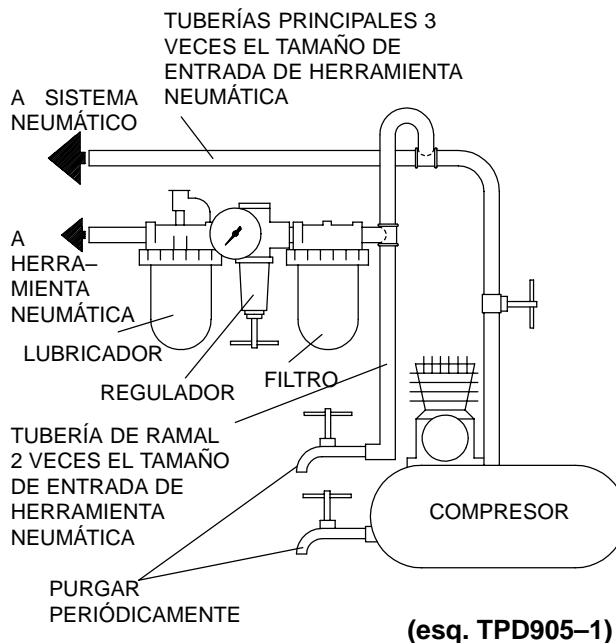 TUBERÍAS PRINCIPALES 3
VECES EL TAMAÑO DE
ENTRADA DE HERRAMIENTA
NEUMÁTICA
A SISTEMA
NEUMÁTICO
A
HERRA–
MIENTA
NEUMÁTICA
LUBRICADOR
REGULADOR
FILTRO
TUBERÍA DE RAMAL
2 VECES EL TAMAÑO
DE ENTRADA DE
HERRAMIENTA
NEUMÁTICA
COMPRESOR
PURGAR
PERIÓDICAMENTE
(esq. TPD905–1)